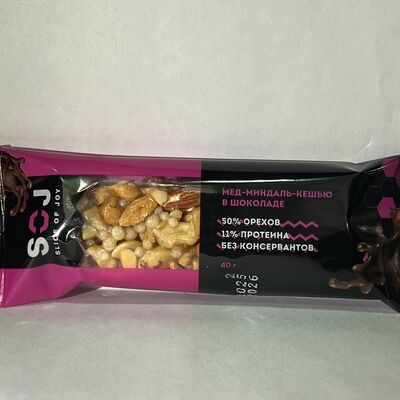 SOJ
SLICE OF JOY
МЕД-МИНДАЛЬ-КЕШЬЮ
В ШОКОЛАДЕ
50% ОРЕХОВ
11% ПРОТЕИНА
БЕЗ КОНСЕРВАНТОВ
40 г